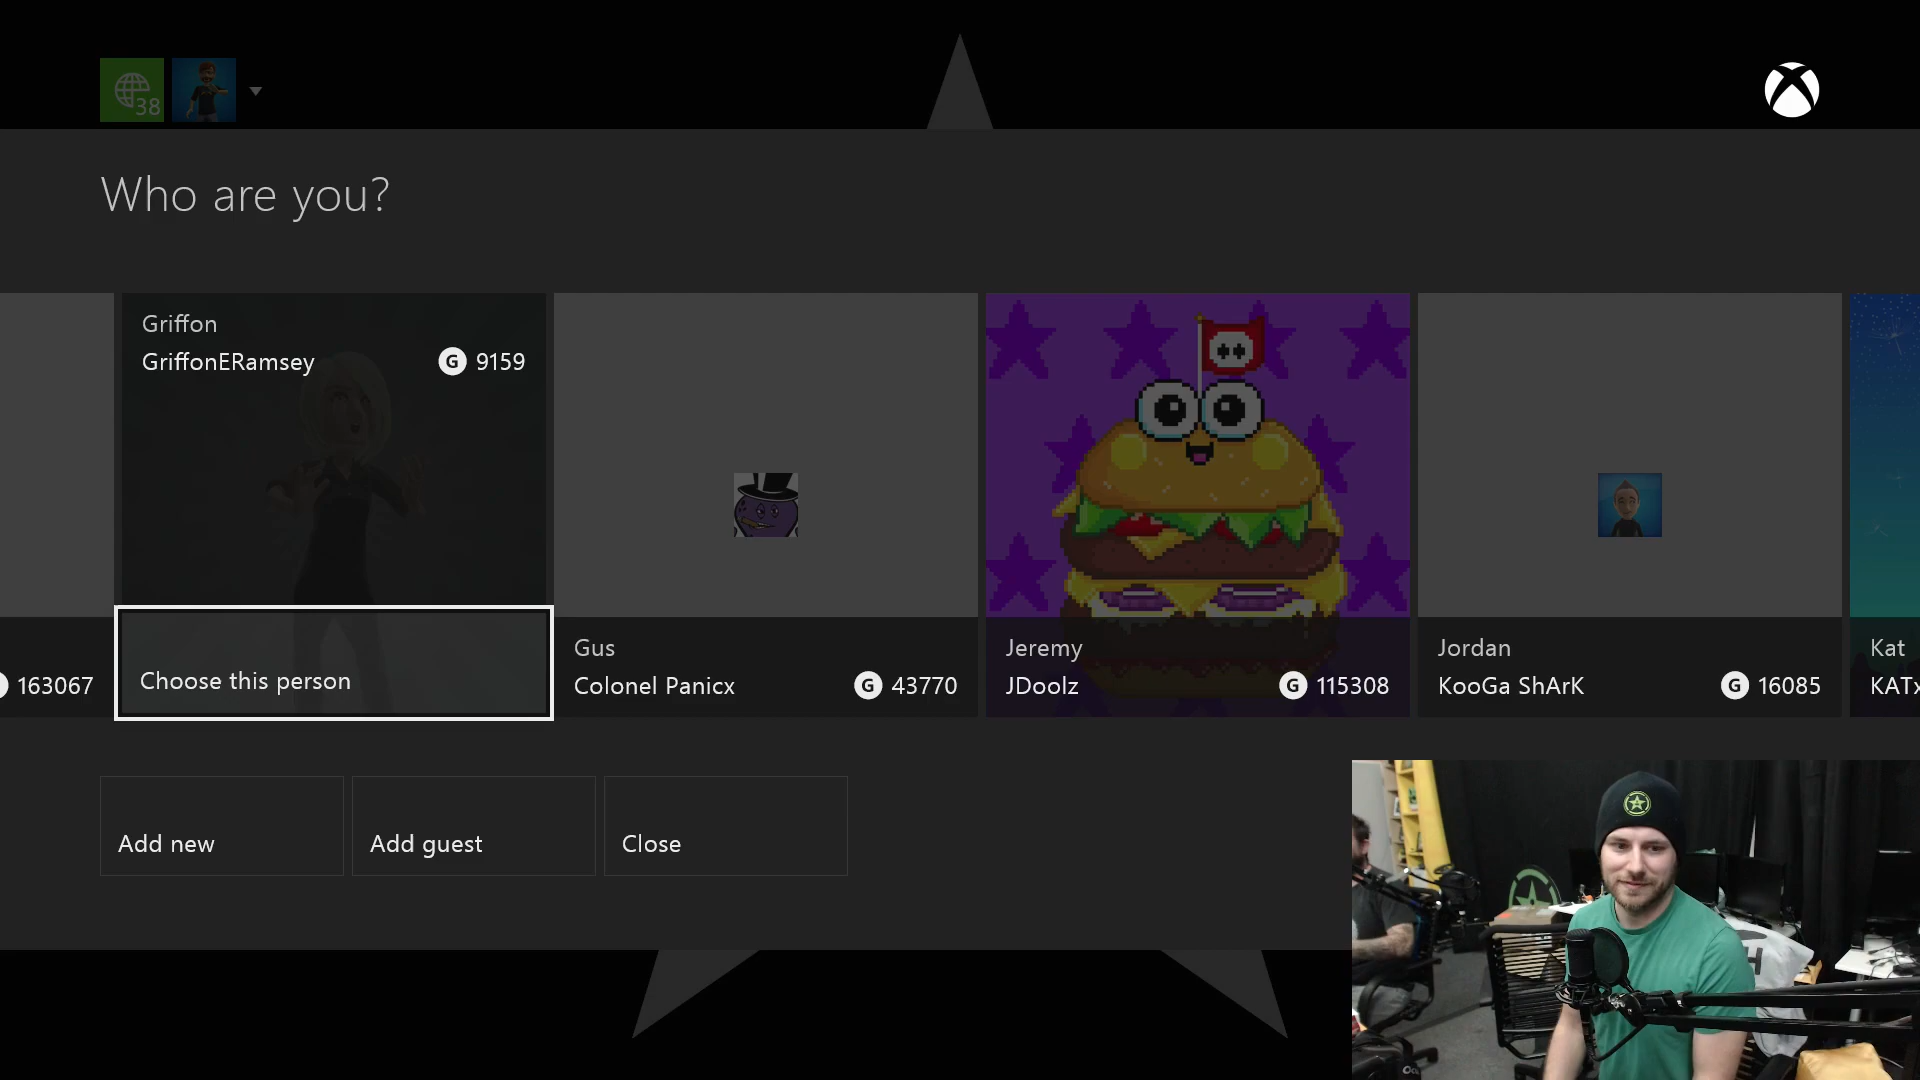 38
Who are you?
Griffon
GriffonERamsey G 9159
Choose this person
163067
Gus
Colonel Panicx G 43770
Jeremy
JDoolz G 115308
Jordan
KooGa ShArK G 16085
Kat
KATx
Add new
Add guest
Close
H